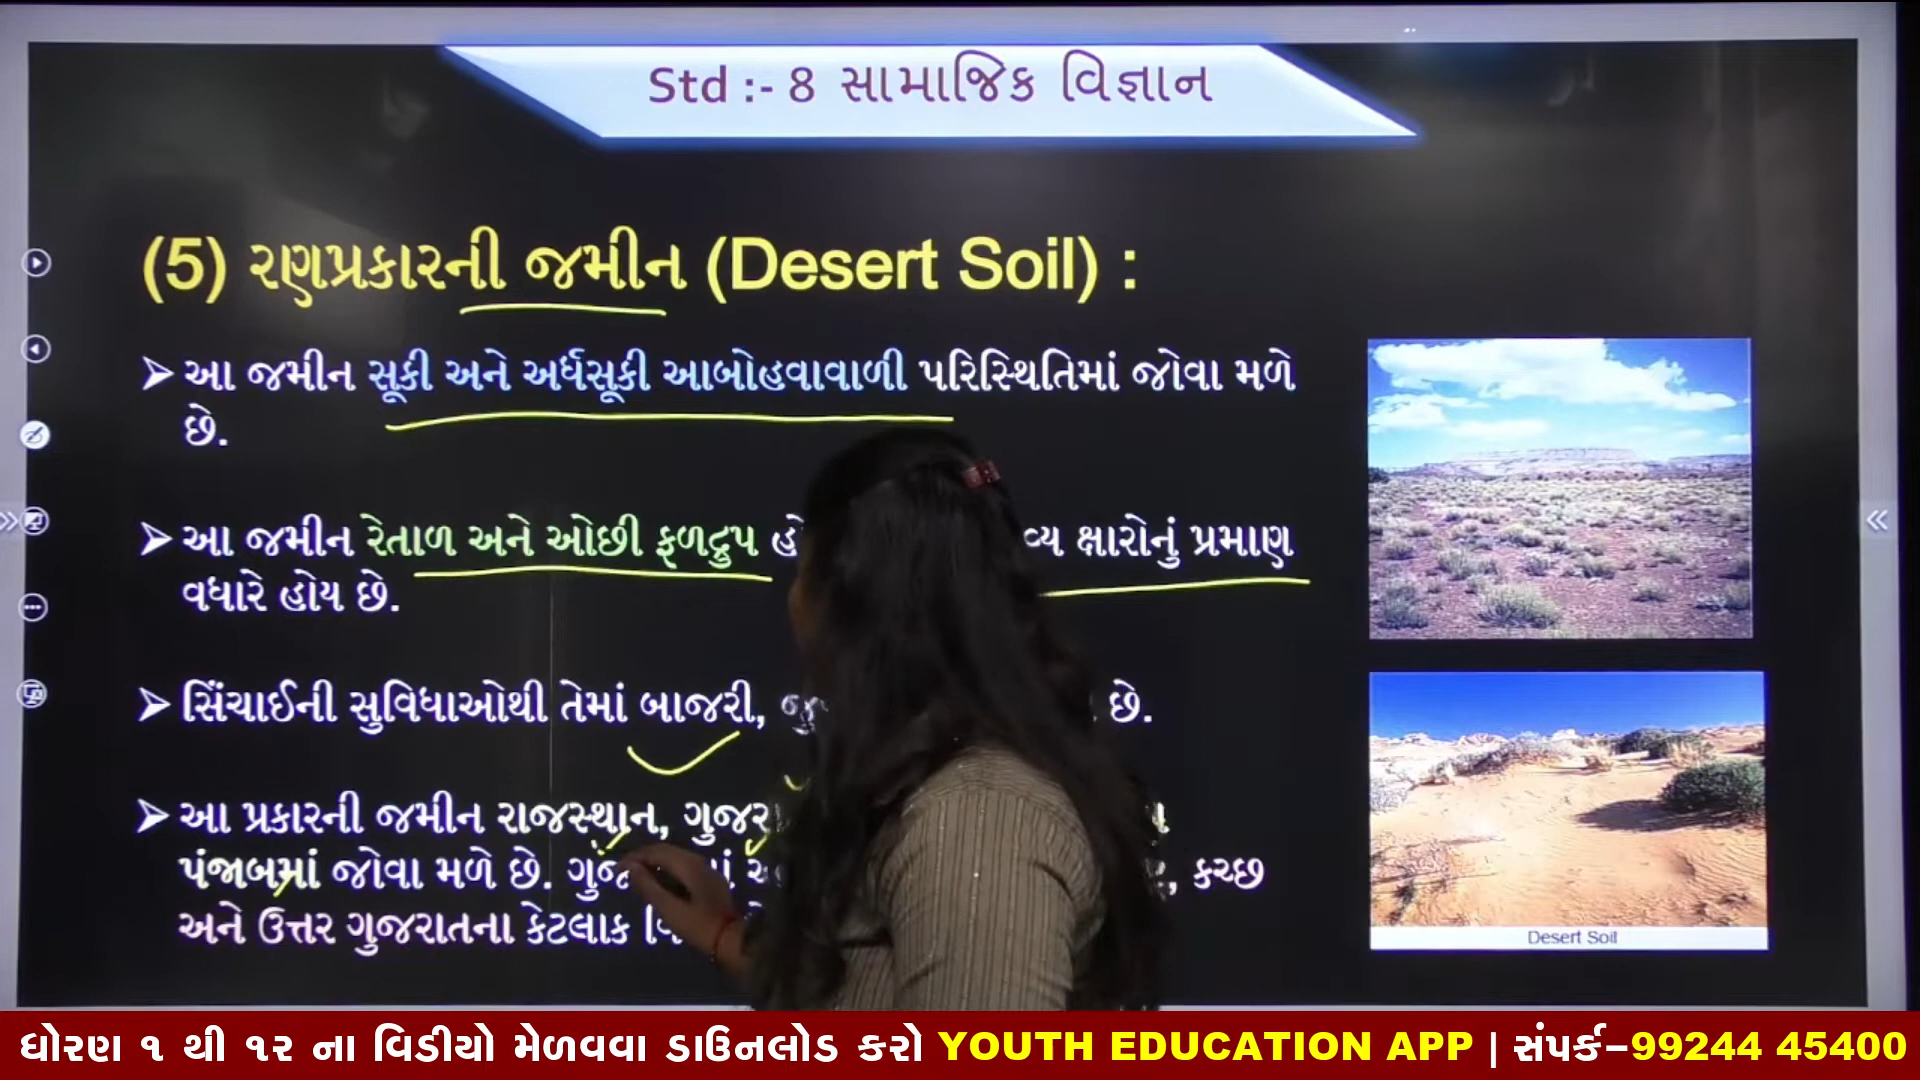 Std :- 8 સામાજિક વિજ્ઞાન
(5) રણપ્રકારની જમીન (Desert Soil) :
➤ આ જમીન સૂકી અને અર્ધસૂકી આબોહવાવાળી પરિસ્થિતિમાં જોવા મળે
છે.
➤ આ જમીન રેતાળ અને ઓછી ફળદ્રુપ ક્ષારોનું પ્રમાણ
વધારે હોય છે.
➤ સિંચાઈની સુવિધાઓથી તેમાં બાજરી, છે.
➤ આ પ્રકારની જમીન રાજસ્થાન,
પંજાબમાં જોવા મળે છે. કચ્છ
અને ઉત્તર ગુજરાતના કેટલાક
Desert Soil
ધોરણ ૧ થી ૧૨ ના વિડીયો મેળવવા ડાઉનલોડ કરો YOUTH EDUCATION APP | સંપર્ક–99244 45400